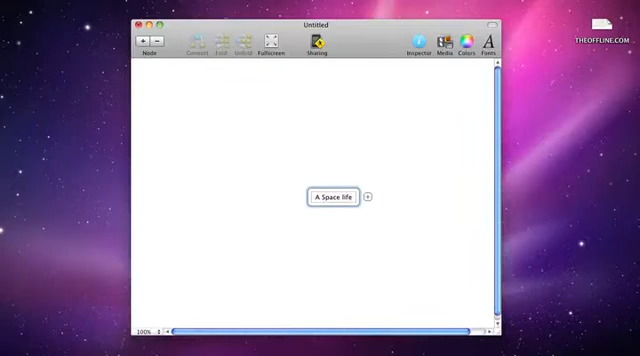 Untitled
Node
Connect
Fold
Unfold
Fullscreen
Sharing
Inspector
Media
Colors
Fonts
THEOFFLINE.COM
A Space life
100%